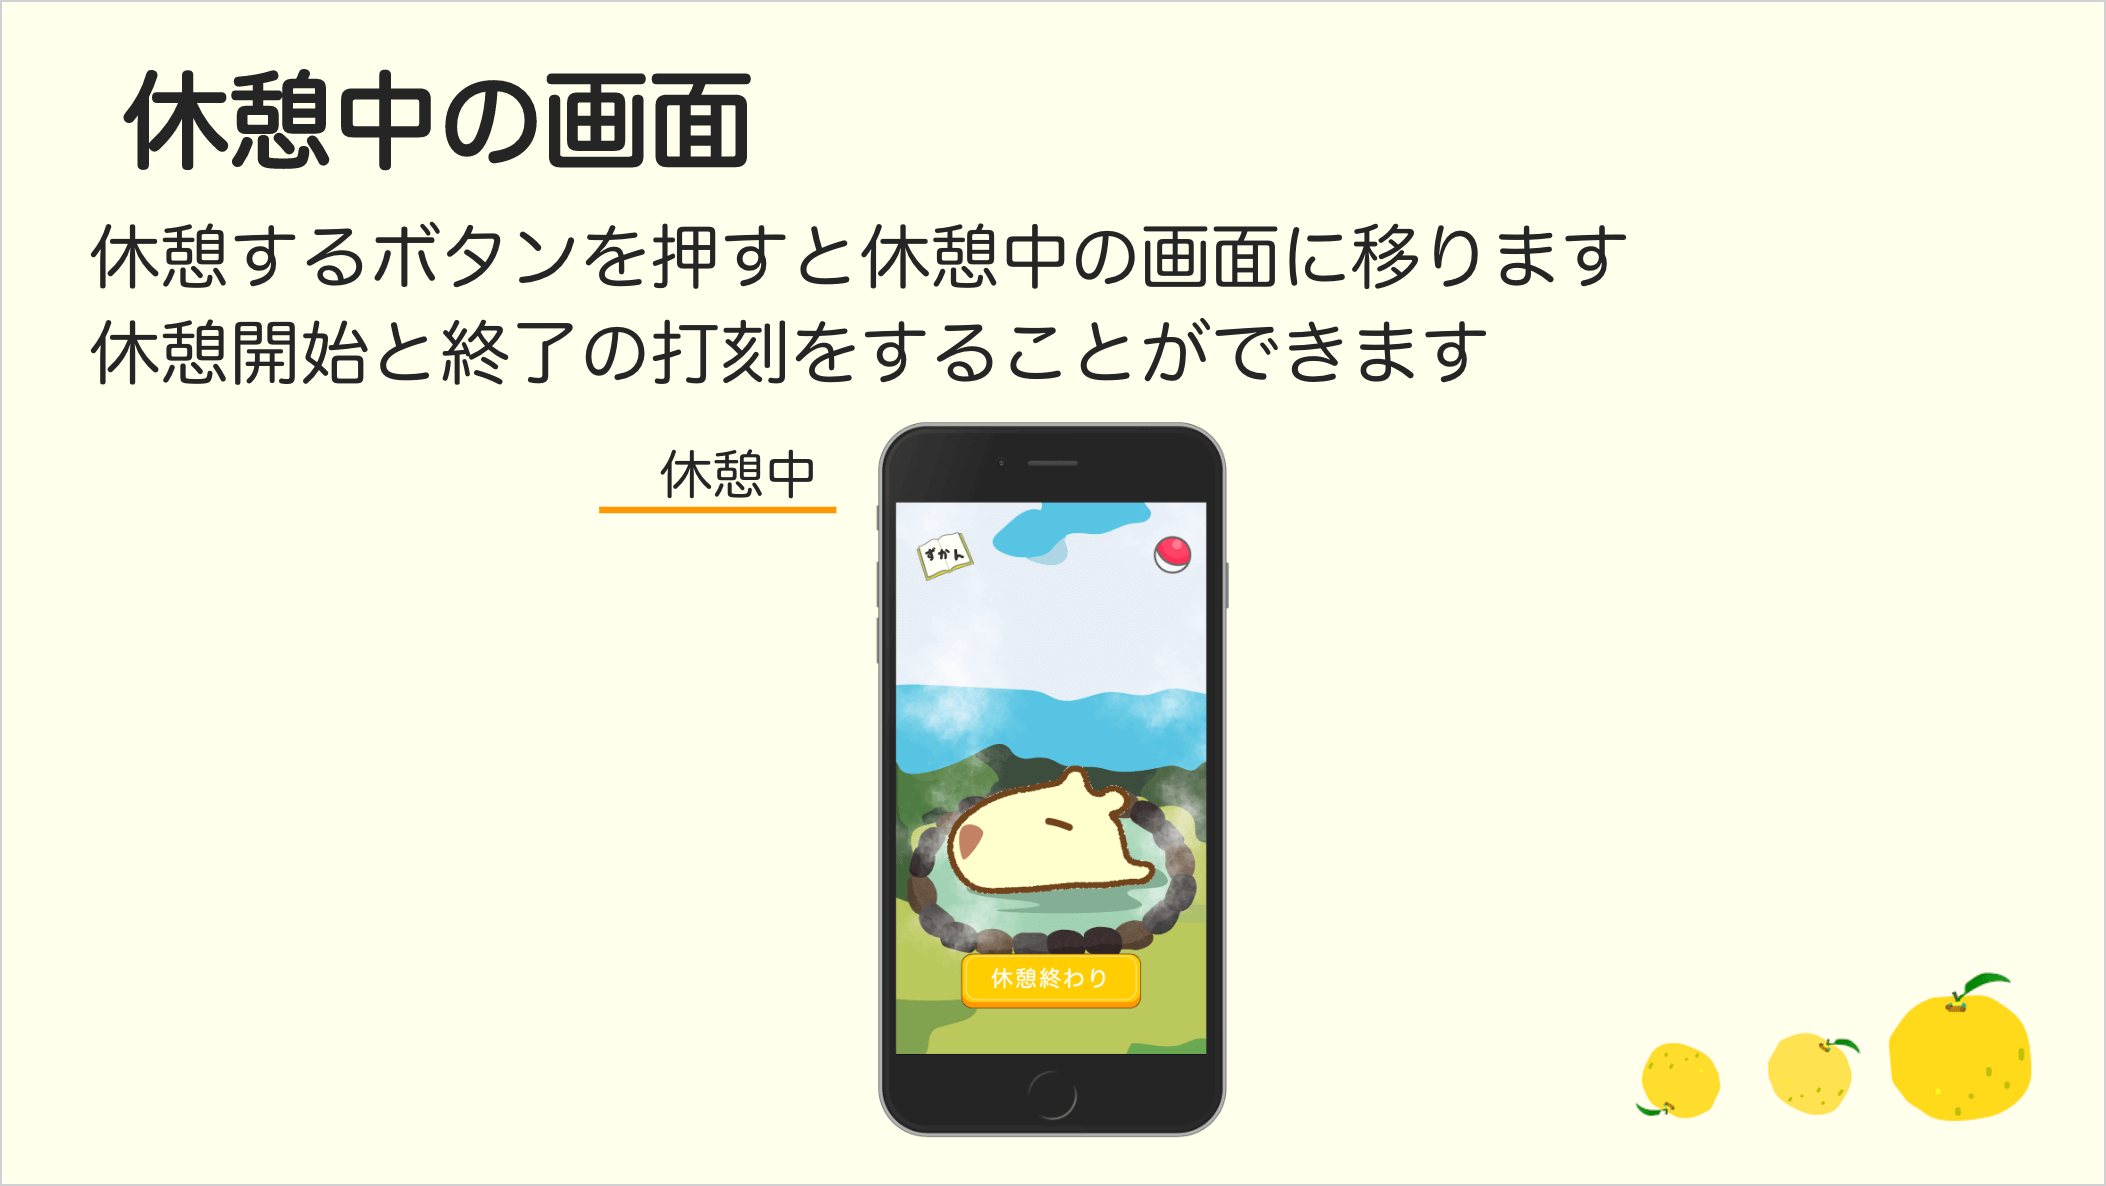 休憩中の画面
休憩するボタンを押すと休憩中の画面に移ります
休憩開始と終了の打刻をすることができます
休憩中
ずかん
休憩終わり